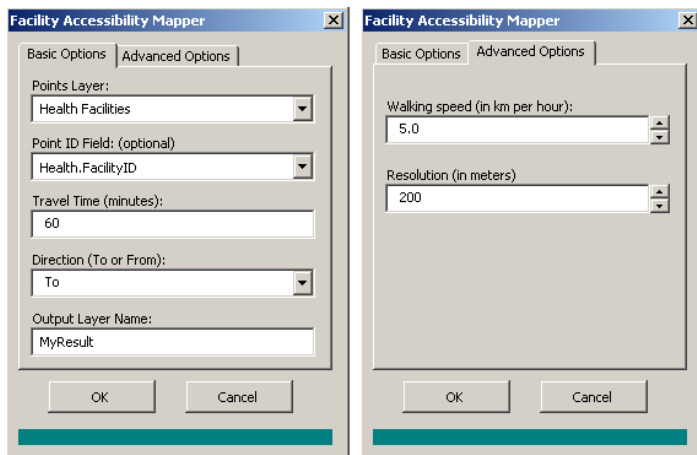 Facility Accessibility Mapper
Basic Options
Advanced Options
Points Layer:
Health Facilities
Point ID Field: (optional)
Health.FacilityID
Travel Time (minutes):
60
Direction (To or From):
To
Output Layer Name:
MyResult
OK
Cancel
Facility Accessibility Mapper
Basic Options
Advanced Options
Walking speed (in km per hour):
5.0
Resolution (in meters)
200
OK
Cancel